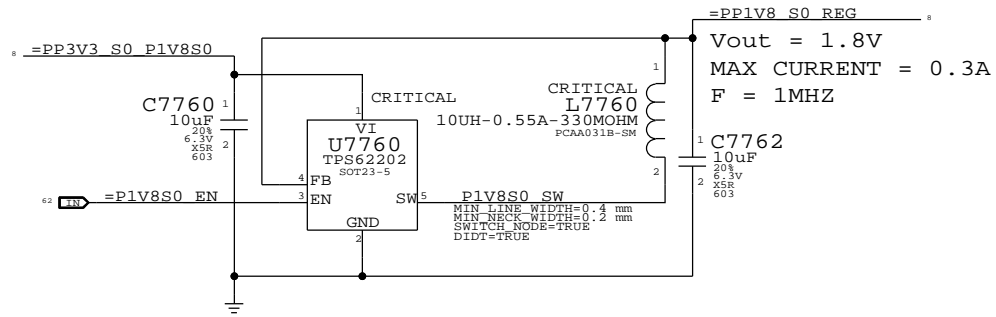 =PP1V8_S0_REG
8
8
=PP3V3_S0_P1V8S0
Vout = 1.8V
MAX CURRENT = 0.3A
F = 1MHZ
C7760
1
10uF
20%
6.3V
X5R
603
2
CRITICAL
1
VI
U7760
TPS62202
SOT23-5
4
FB
3
EN
SW
5
GND
2
62
IN
=P1V8S0_EN
P1V8S0_SW
MIN_LINE_WIDTH=0.4 mm
MIN_NECK_WIDTH=0.2 mm
SWITCH_NODE=TRUE
DIDT=TRUE
1
CRITICAL
L7760
10UH-0.55A-330MOHM
PCAA031B-SM
2
1
C7762
10uF
20%
6.3V
X5R
603
2